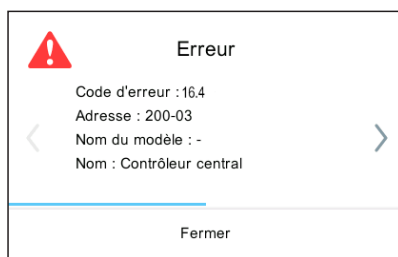 Erreur
Code d'erreur : 16.4
Adresse : 200-03
Nom du modèle : -
Nom : Contrôleur central
Fermer